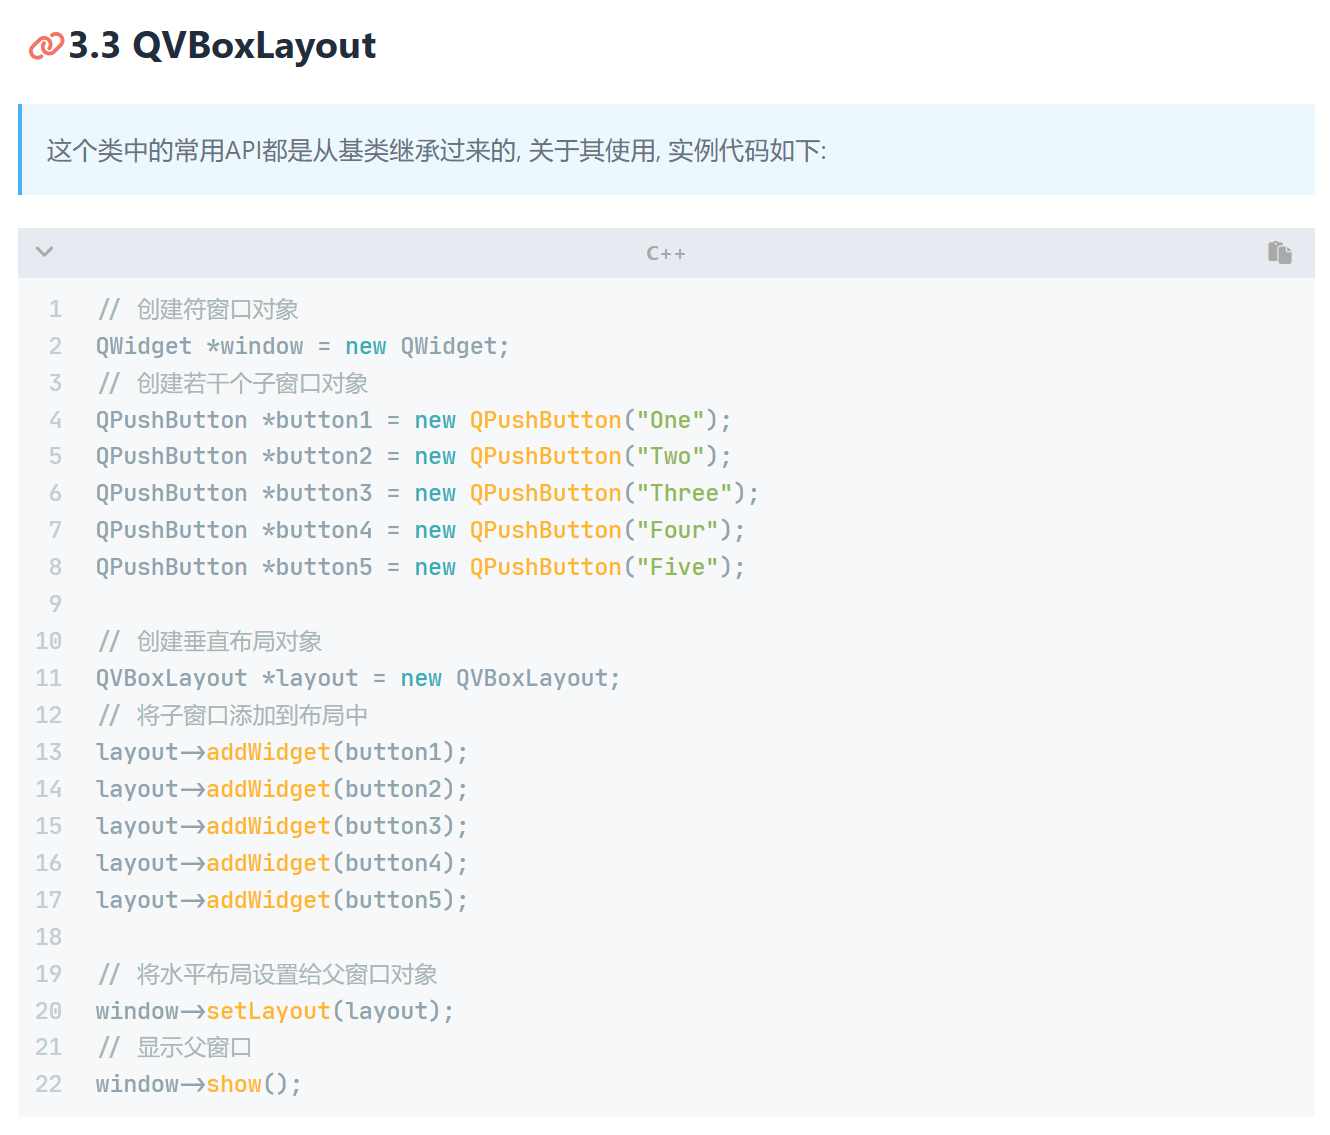 3.3 QVBoxLayout
这个类中的常用API都是从基类继承过来的, 关于其使用, 实例代码如下:
C++
1 // 创建符窗口对象
2 QWidget *window = new QWidget;
3 // 创建若干个子窗口对象
4 QPushButton *button1 = new QPushButton("One");
5 QPushButton *button2 = new QPushButton("Two");
6 QPushButton *button3 = new QPushButton("Three");
7 QPushButton *button4 = new QPushButton("Four");
8 QPushButton *button5 = new QPushButton("Five");
9
10 // 创建垂直布局对象
11 QVBoxLayout *layout = new QVBoxLayout;
12 // 将子窗口添加到布局中
13 layout->addWidget(button1);
14 layout->addWidget(button2);
15 layout->addWidget(button3);
16 layout->addWidget(button4);
17 layout->addWidget(button5);
18
19 // 将水平布局设置给父窗口对象
20 window->setLayout(layout);
21 // 显示父窗口
22 window->show();